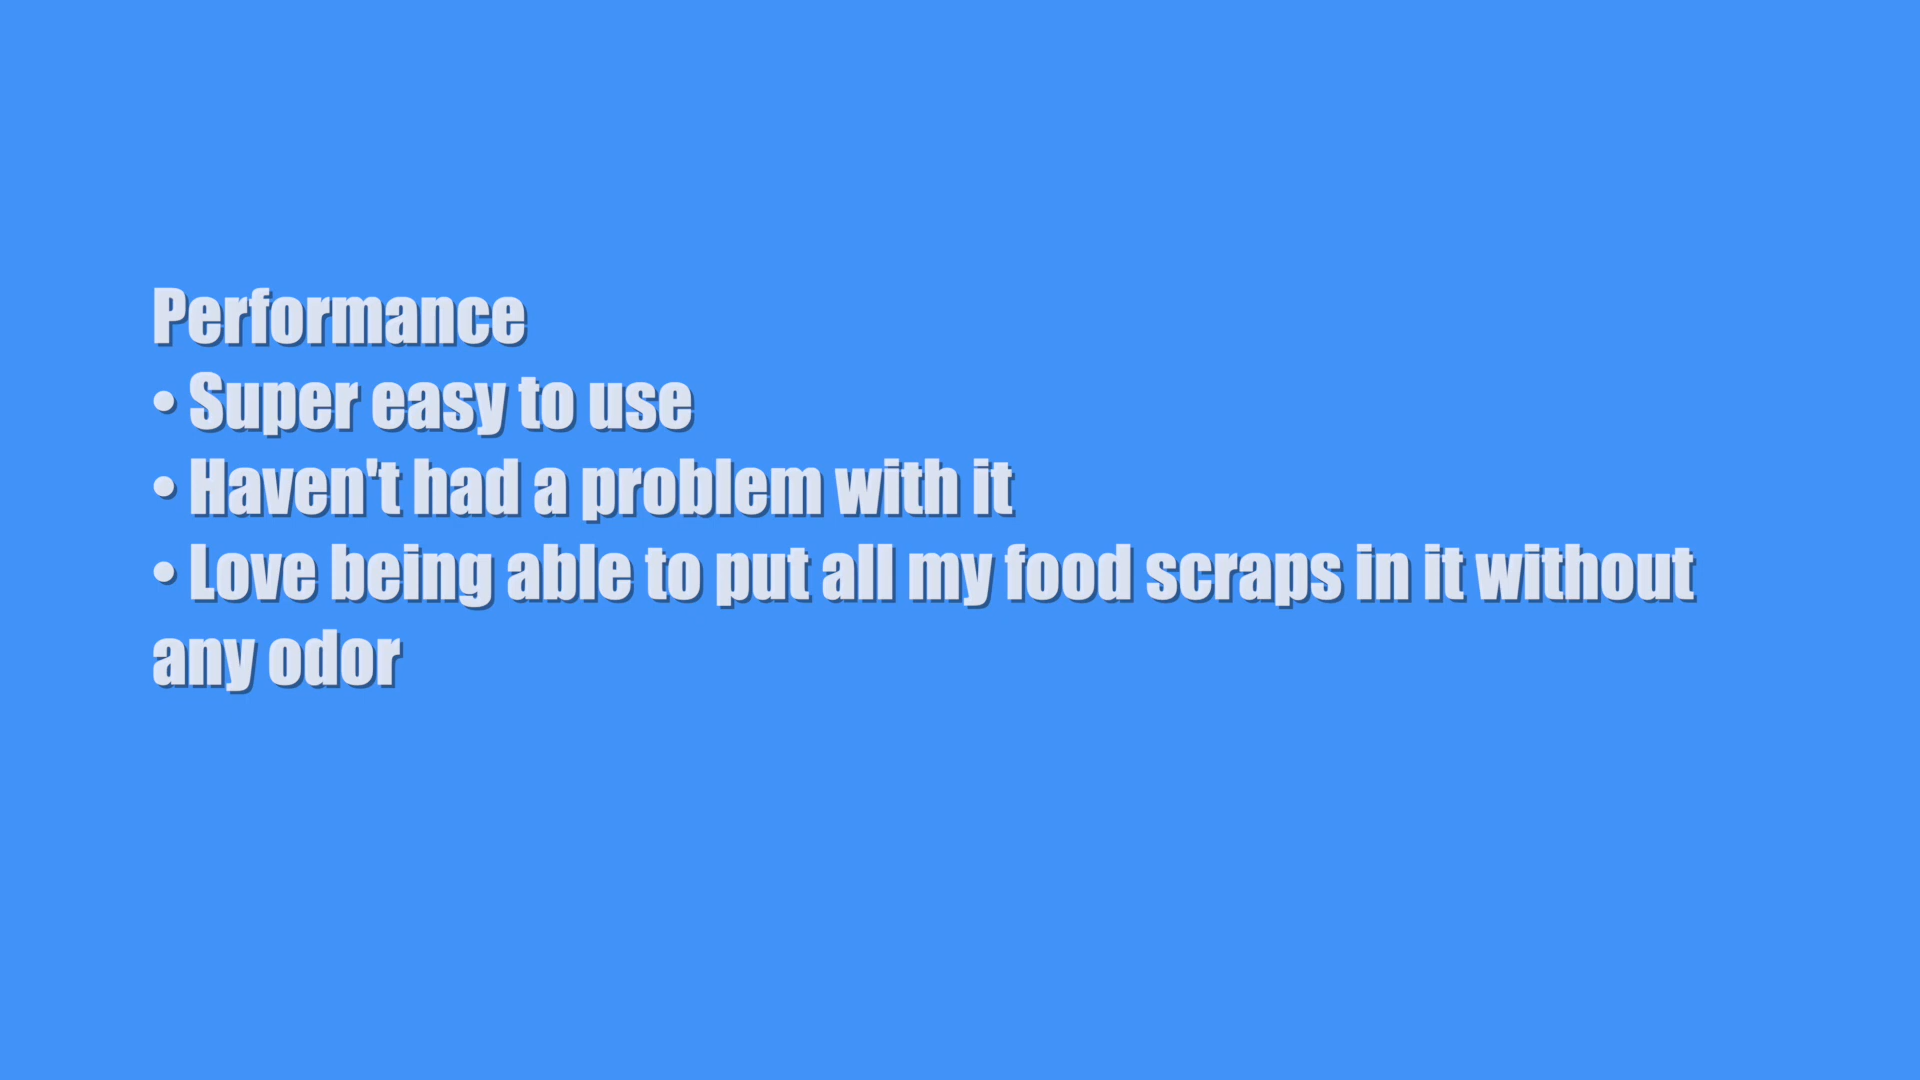 Performance
• Super easy to use
• Haven't had a problem with it
• Love being able to put all my food scraps in it without
any odor